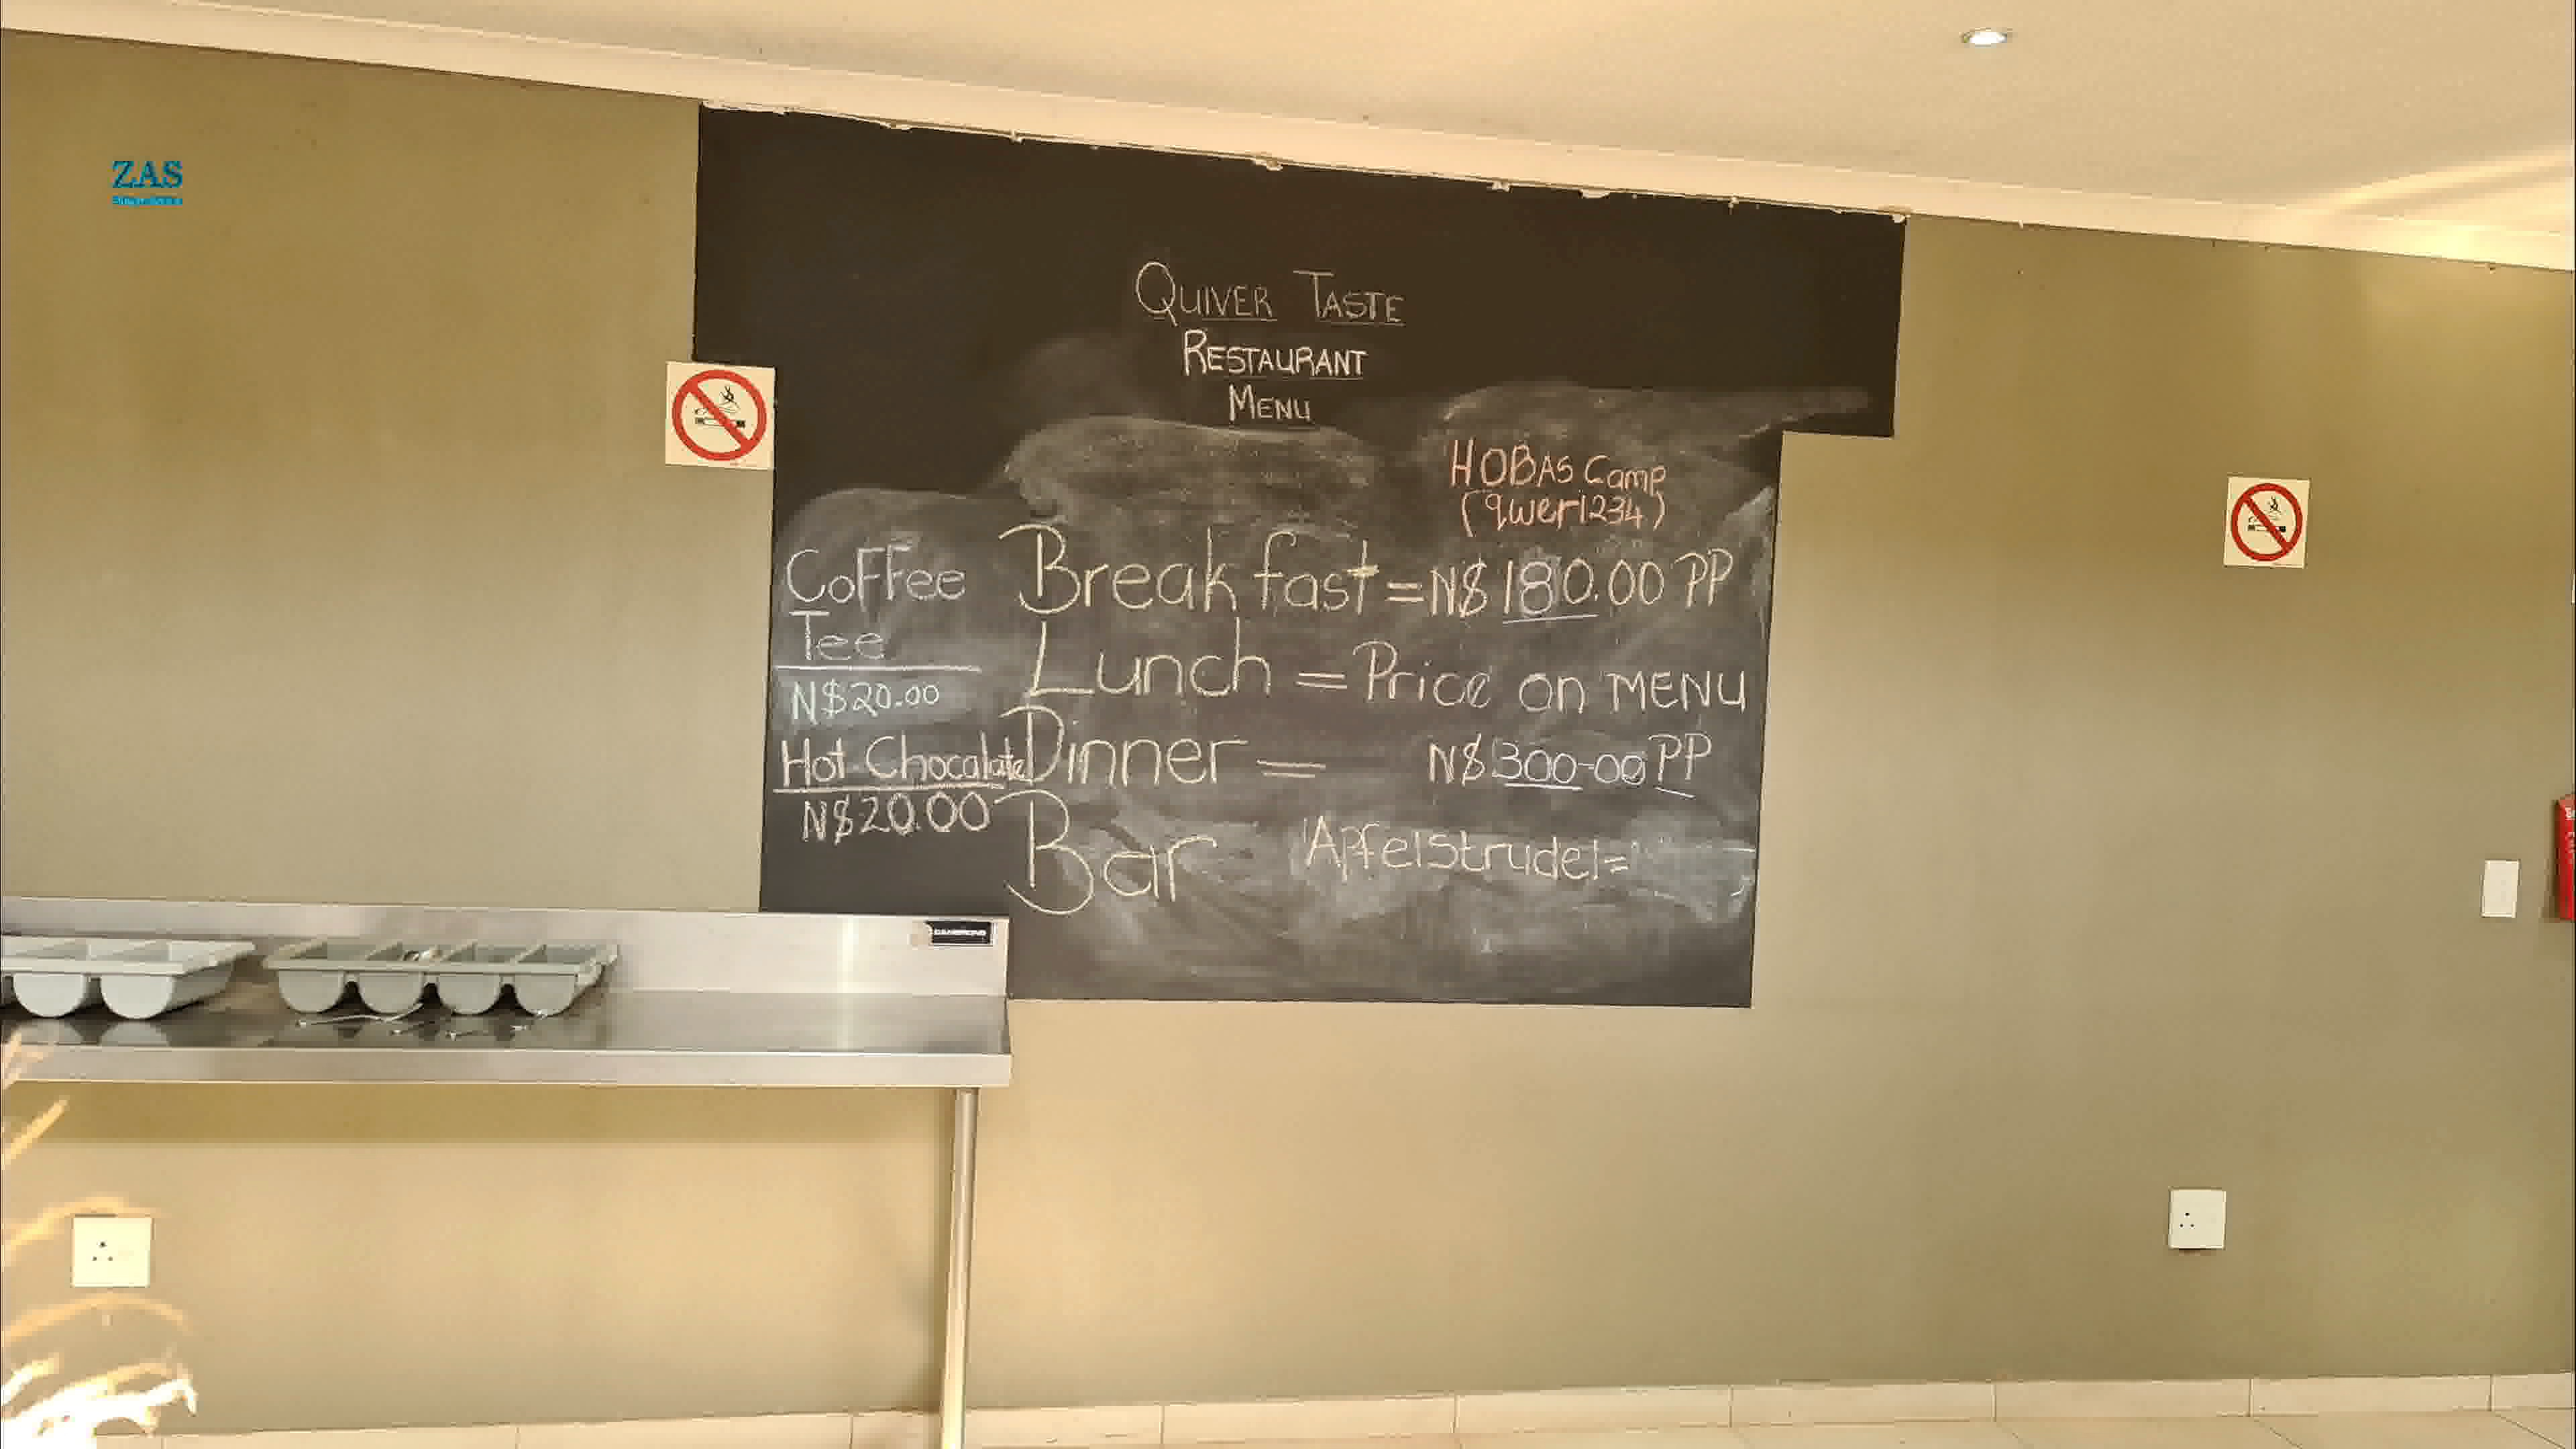 ZAS
QUIVER TASTE
RESTAURANT
MENU
HOBAS Camp
(qwer1234)
CoFFee
Tee
N$20.00
Hot Chocalate
N$20.00
Breakfast = N$180.00 PP
Lunch = Price on MENU
Dinner = N$300-00 PP
Bar
Apfelstrudel=